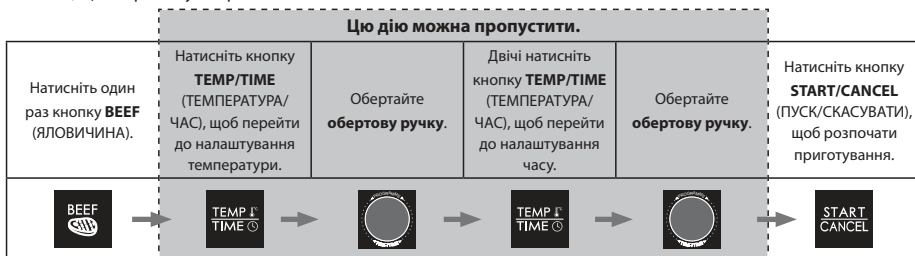 Цю дію можна пропустити.
Натисніть один
раз кнопку BEEF
(ЯЛОВИЧИНА).
Натисніть кнопку
TEMP/TIME
(ТЕМПЕРАТУРА/
ЧАС), щоб перейти
до налаштування
температури.
Обертайте
обертову ручку.
Двічі натисніть
кнопку TEMP/TIME
(ТЕМПЕРАТУРА/
ЧАС), щоб перейти
до налаштування
часу.
Обертайте
обертову ручку.
Натисніть кнопку
START/CANCEL
(ПУСК/СКАСУВАТИ),
щоб розпочати
приготування.
BEEF
TEMP
TIME
TEMP
TIME
START
CANCEL